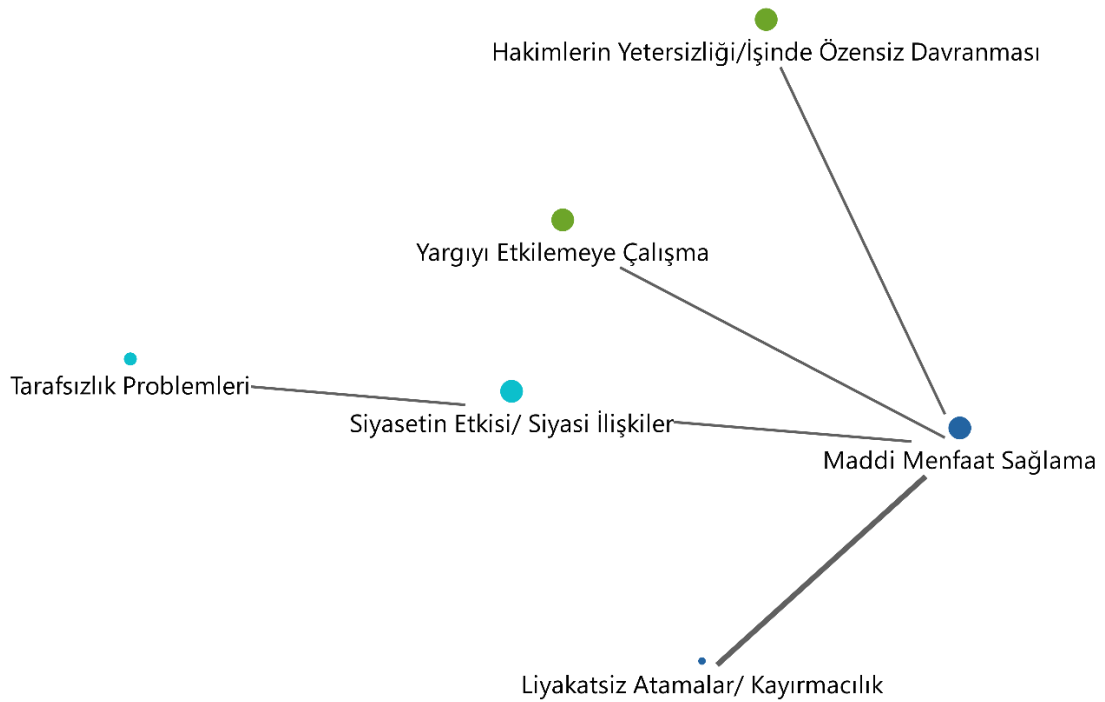 Hakimlerin Yetersizliği/İşinde Özensiz Davranması
Yargıyı Etkilemeye Çalışma
Tarafsızlık Problemleri
Siyasetin Etkisi/ Siyasi İlişkiler
Maddi Menfaat Sağlama
Liyakatsiz Atamalar/ Kayırmacılık